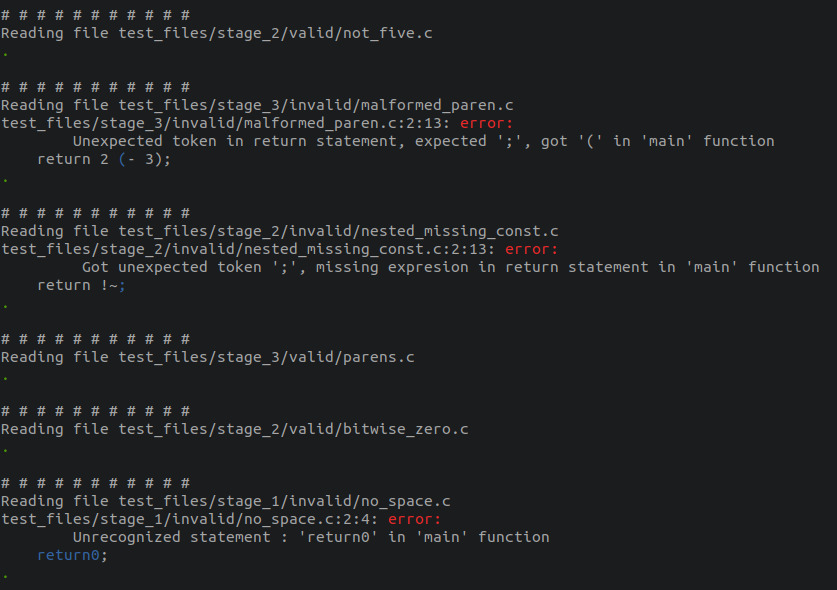 # # # # # # # # # # #
Reading file test_files/stage_2/valid/not_five.c
.
# # # # # # # # # # #
Reading file test_files/stage_3/invalid/malformed_paren.c
test_files/stage_3/invalid/malformed_paren.c:2:13: error:
        Unexpected token in return statement, expected ';', got '(' in 'main' function
    return 2 (- 3);
.
# # # # # # # # # # #
Reading file test_files/stage_2/invalid/nested_missing_const.c
test_files/stage_2/invalid/nested_missing_const.c:2:13: error:
         Got unexpected token ';', missing expresion in return statement in 'main' function
    return !~;
.
# # # # # # # # # # #
Reading file test_files/stage_3/valid/parens.c
.
# # # # # # # # # # #
Reading file test_files/stage_2/valid/bitwise_zero.c
.
# # # # # # # # # # #
Reading file test_files/stage_1/invalid/no_space.c
test_files/stage_1/invalid/no_space.c:2:4: error:
        Unrecognized statement : 'return0' in 'main' function
    return0;
.